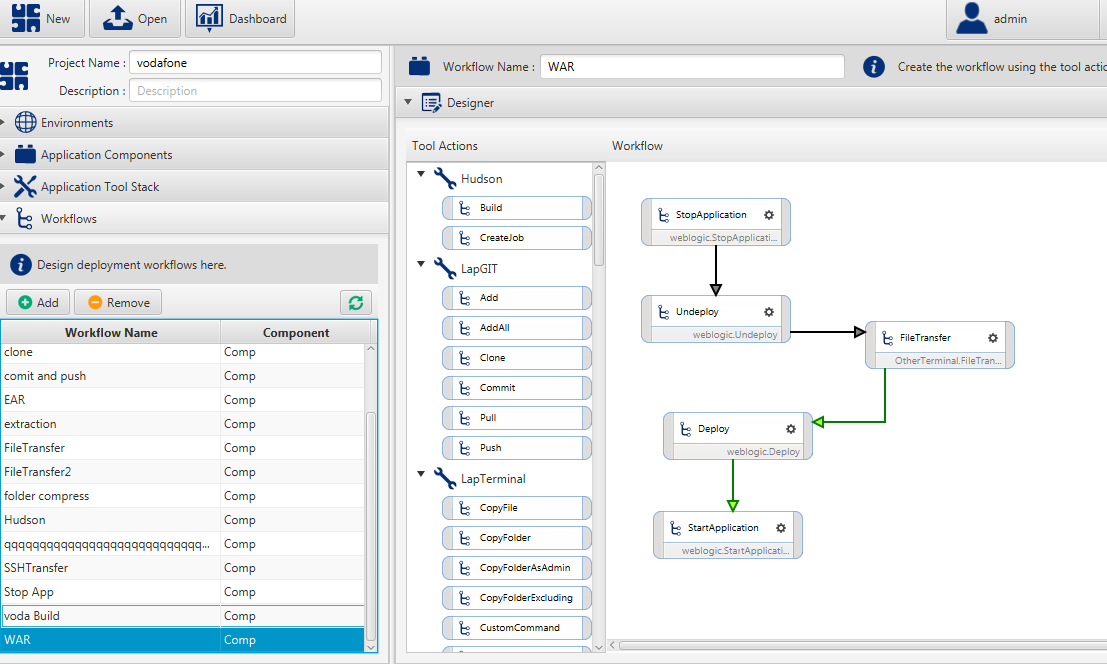 New Open Dashboard admin
Project Name : vodafone
Description : Description
Environments
Application Components
Application Tool Stack
Workflows
Design deployment workflows here.
Add Remove
Workflow Name Component
clone Comp
comit and push Comp
EAR Comp
extraction Comp
FileTransfer Comp
FileTransfer2 Comp
folder compress Comp
Hudson Comp
Comp
SSHTransfer Comp
Stop App Comp
voda Build Comp
WAR Comp
Workflow Name : WAR Create the workflow using the tool actic
Designer
Tool Actions
Hudson
Build
CreateJob
LapGIT
Add
AddAll
Clone
Commit
Pull
Push
LapTerminal
CopyFile
CopyFolder
CopyFolderAsAdmin
CopyFolderExcluding
CustomCommand
Workflow
StopApplication
weblogic.StopApplicati...
Undeploy
weblogic.Undeploy
FileTransfer
OtherTerminal.FileTran...
Deploy
weblogic.Deploy
StartApplication
weblogic.StartApplicati...